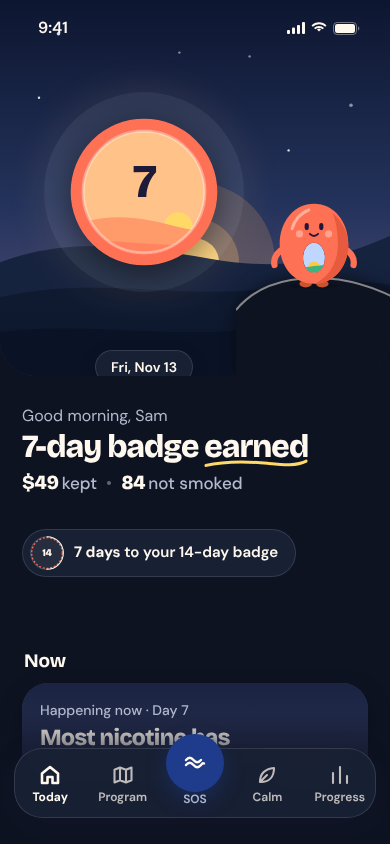 9:41
7
Fri, Nov 13
Good morning, Sam
7-day badge earned
$49 kept • 84 not smoked
14 7 days to your 14-day badge
Now
Happening now · Day 7
Most nicotine has
Today Program SOS Calm Progress